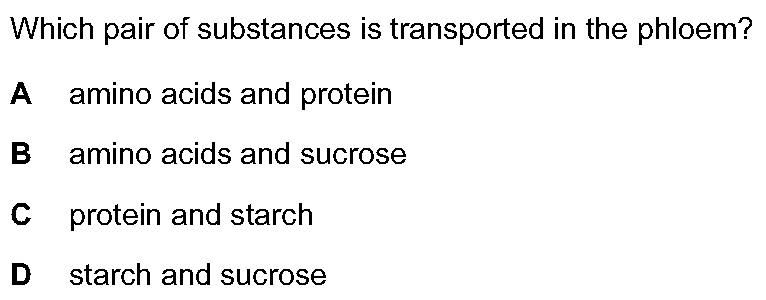 Which pair of substances is transported in the phloem?
A amino acids and protein
B amino acids and sucrose
C protein and starch
D starch and sucrose